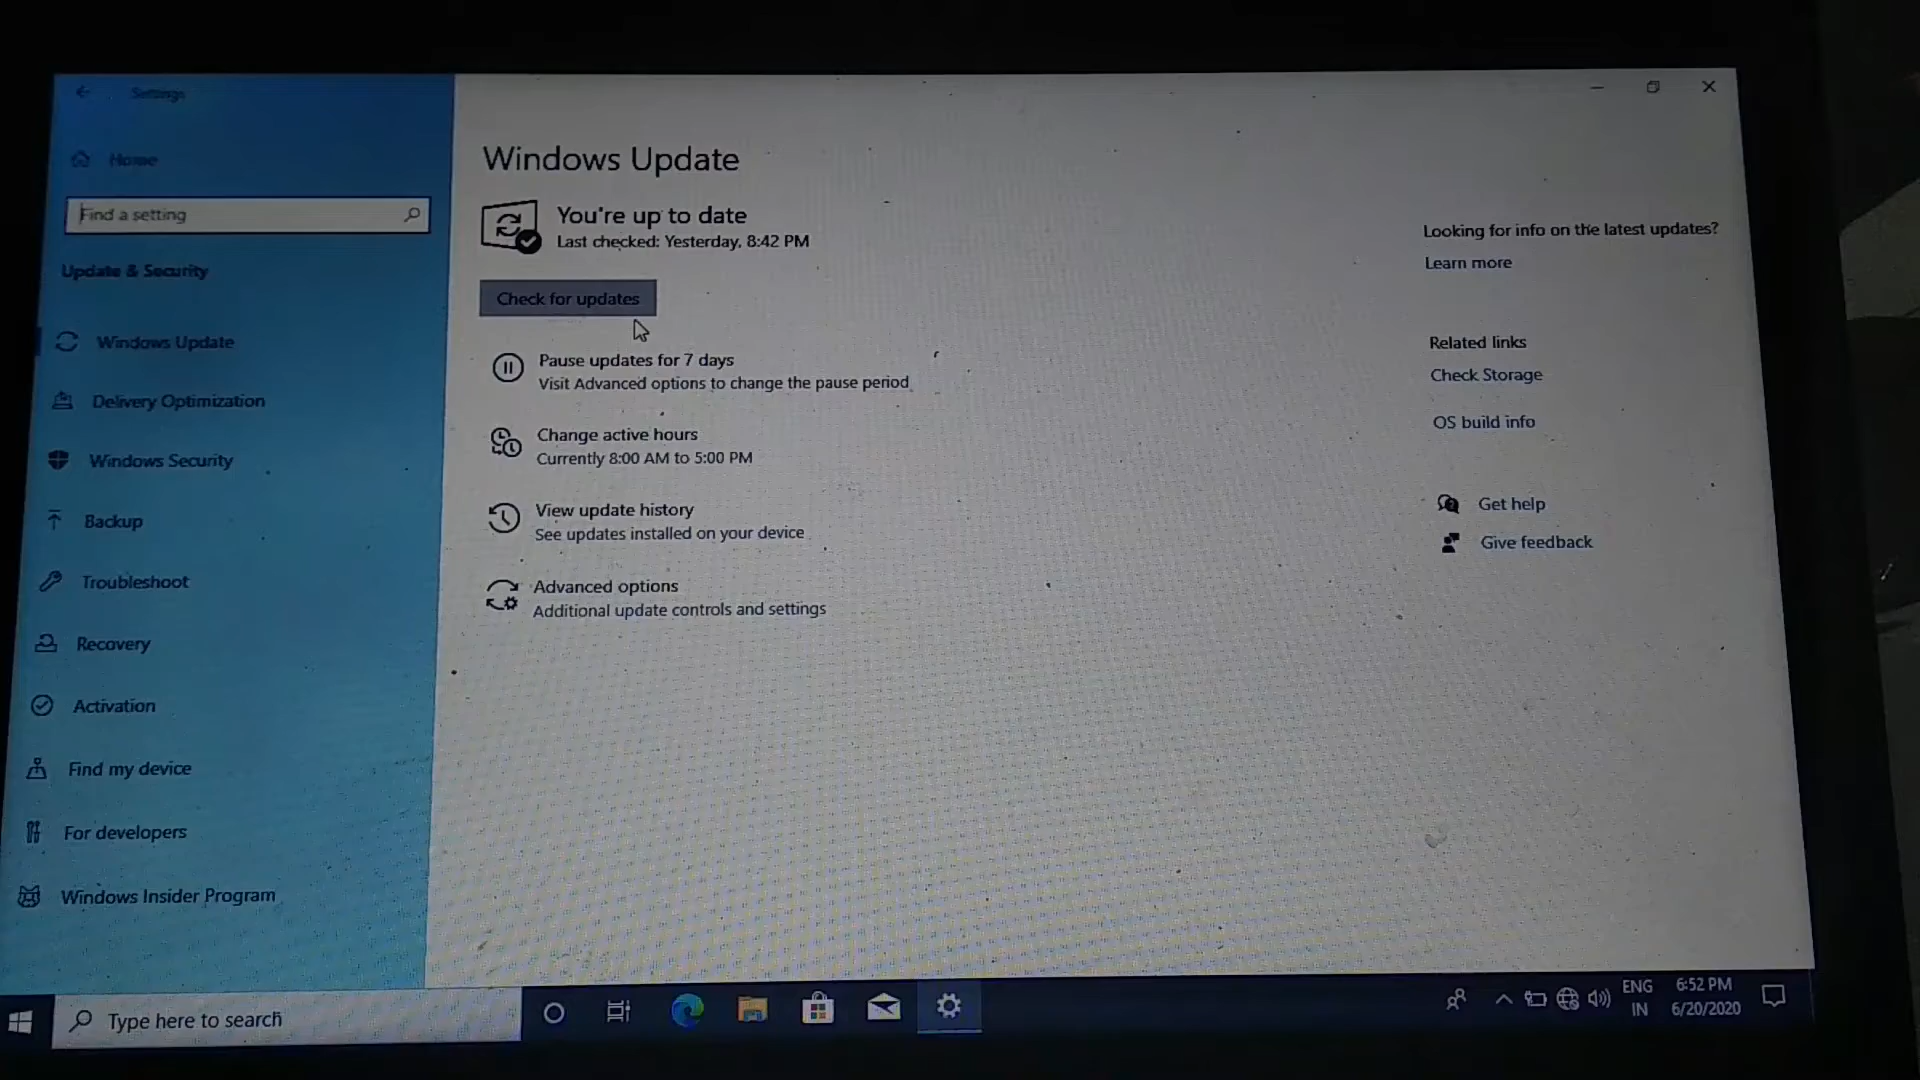 Settings
Home
Find a setting
Update & Security
Windows Update
Delivery Optimization
Windows Security
Backup
Troubleshoot
Recovery
Activation
Find my device
For developers
Windows Insider Program
Windows Update
You're up to date
Last checked: Yesterday, 8:42 PM
Check for updates
Pause updates for 7 days
Visit Advanced options to change the pause period
Change active hours
Currently 8:00 AM to 5:00 PM
View update history
See updates installed on your device
Advanced options
Additional update controls and settings
Looking for info on the latest updates?
Learn more
Related links
Check Storage
OS build info
Get help
Give feedback
Type here to search
ENG
IN
6:52 PM
6/20/2020